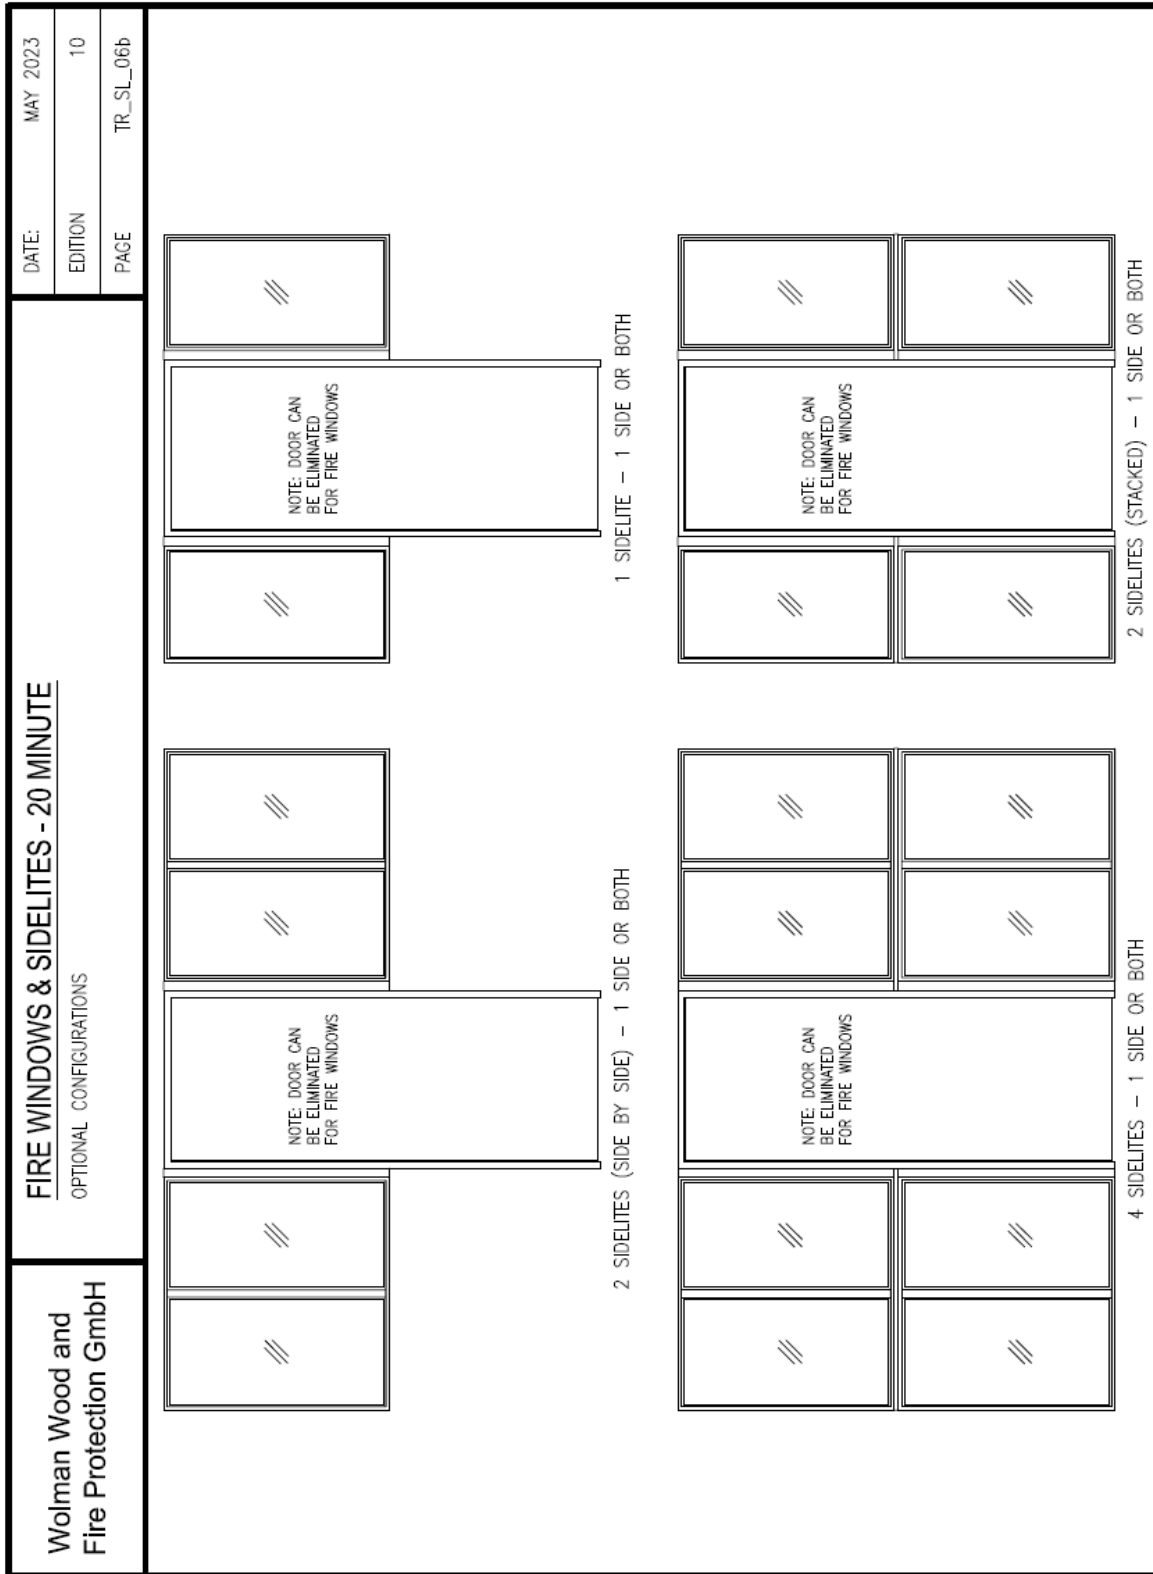 Wolman Wood and
Fire Protection GmbH
FIRE WINDOWS & SIDELITES - 20 MINUTE
OPTIONAL CONFIGURATIONS
DATE: MAY 2023
EDITION 10
PAGE TR_SL_06b
NOTE: DOOR CAN
BE ELIMINATED
FOR FIRE WINDOWS
2 SIDELITES (SIDE BY SIDE) – 1 SIDE OR BOTH
NOTE: DOOR CAN
BE ELIMINATED
FOR FIRE WINDOWS
1 SIDELITE – 1 SIDE OR BOTH
NOTE: DOOR CAN
BE ELIMINATED
FOR FIRE WINDOWS
4 SIDELITES – 1 SIDE OR BOTH
NOTE: DOOR CAN
BE ELIMINATED
FOR FIRE WINDOWS
2 SIDELITES (STACKED) – 1 SIDE OR BOTH